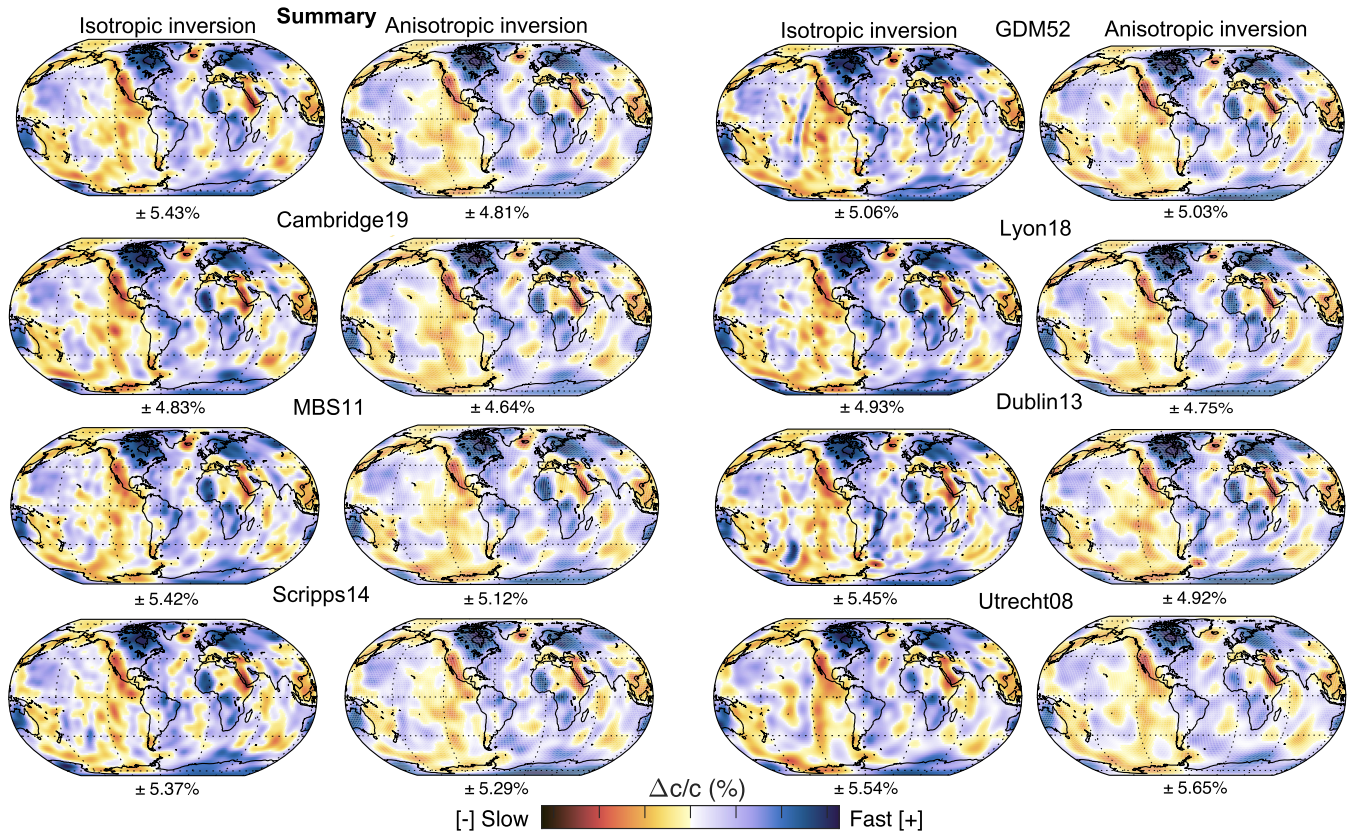 Summary
Isotropic inversion
Anisotropic inversion
GDM52
Isotropic inversion
Anisotropic inversion
± 5.43%
± 4.81%
± 5.06%
± 5.03%
Cambridge19
Lyon18
± 4.83%
± 4.64%
± 4.93%
± 4.75%
MBS11
Dublin13
± 5.42%
± 5.12%
± 5.45%
± 4.92%
Scripps14
Utrecht08
± 5.37%
± 5.29%
± 5.54%
± 5.65%
Δc/c (%)
[-] Slow
Fast [+]